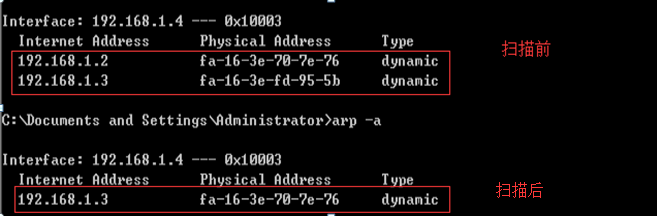 Interface: 192.168.1.4 --- 0x10003
Internet Address Physical Address Type
192.168.1.2 fa-16-3e-70-7e-76 dynamic
192.168.1.3 fa-16-3e-fd-95-5b dynamic
扫描前
C:\Documents and Settings\Administrator>arp -a
Interface: 192.168.1.4 --- 0x10003
Internet Address Physical Address Type
192.168.1.3 fa-16-3e-70-7e-76 dynamic
扫描后